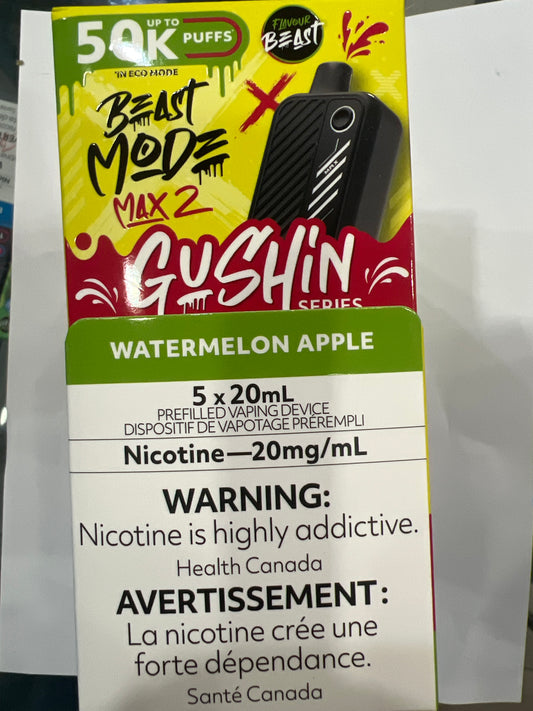 UP TO
50K PUFFS
*IN ECO MODE
FLAVOUR
BEAST
BEAST
MODE
MAX 2
GUSHIN
SERIES
WATERMELON APPLE
5 x 20mL
PREFILLED VAPING DEVICE
DISPOSITIF DE VAPOTAGE PRÉREMPLI
Nicotine—20mg/mL
WARNING:
Nicotine is highly addictive.
Health Canada
AVERTISSEMENT:
La nicotine crée une
forte dépendance.
Santé Canada